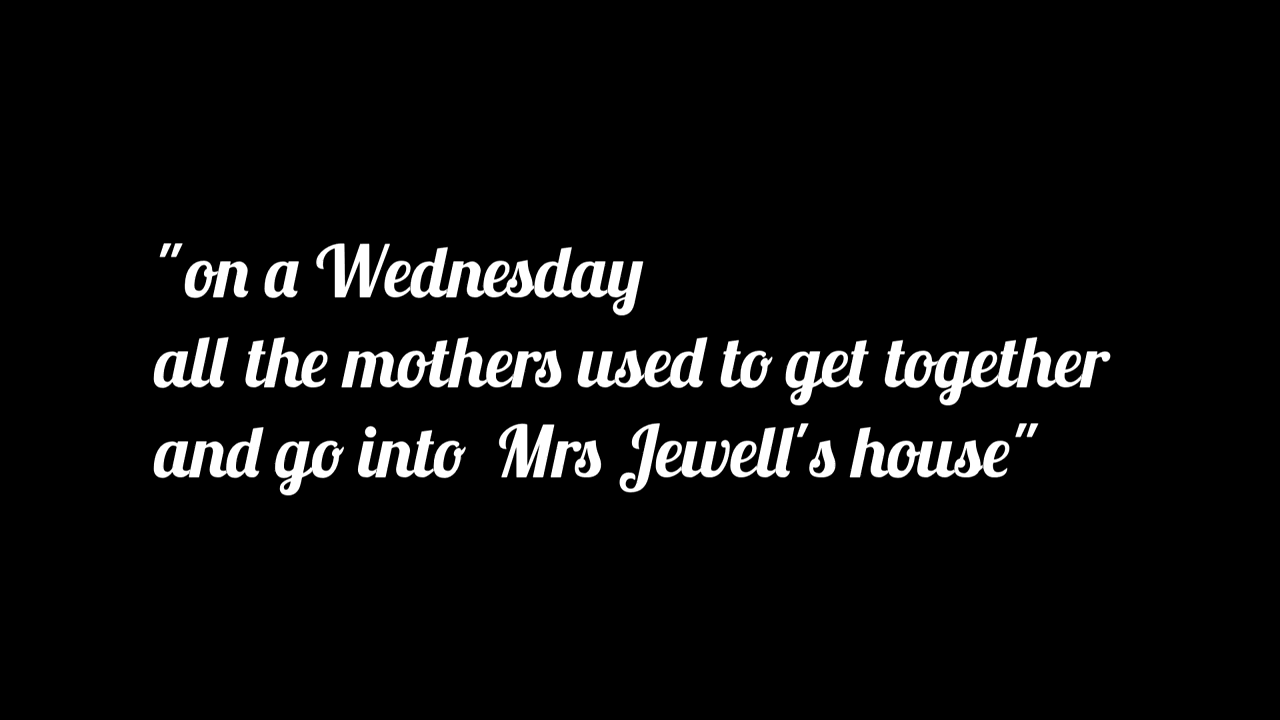 "on a Wednesday
all the mothers used to get together
and go into  Mrs Jewell's house"